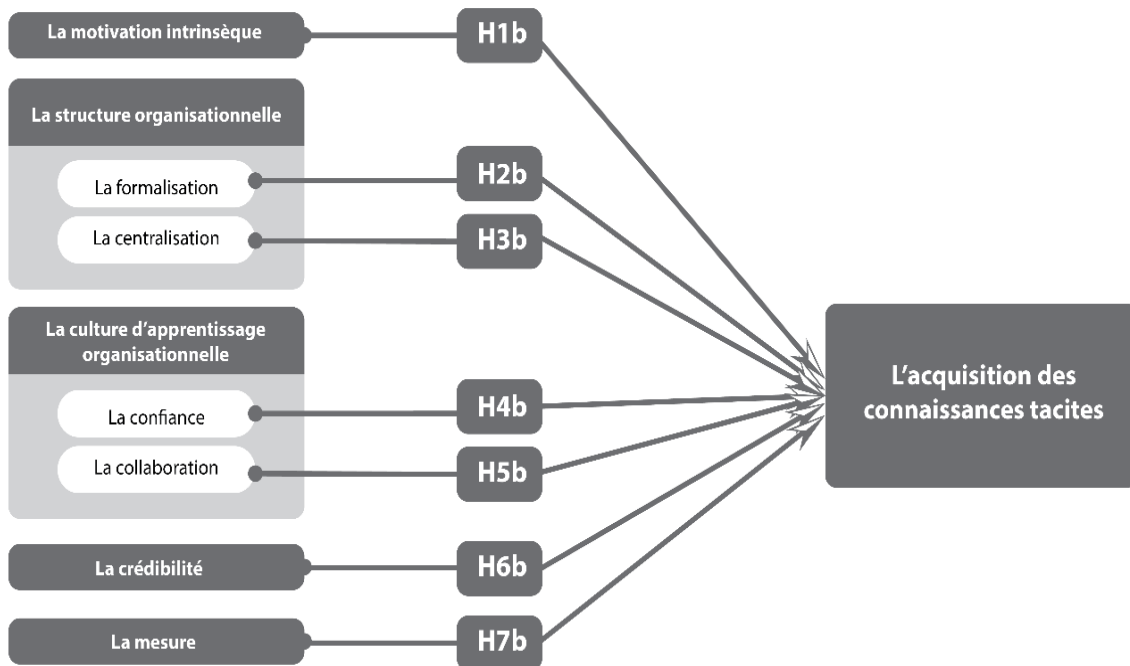 La motivation intrinsèque
H1b
La structure organisationnelle
La formalisation
H2b
La centralisation
H3b
La culture d'apprentissage
organisationnelle
La confiance
H4b
La collaboration
H5b
La crédibilité
H6b
La mesure
H7b
L'acquisition des
connaissances tacites